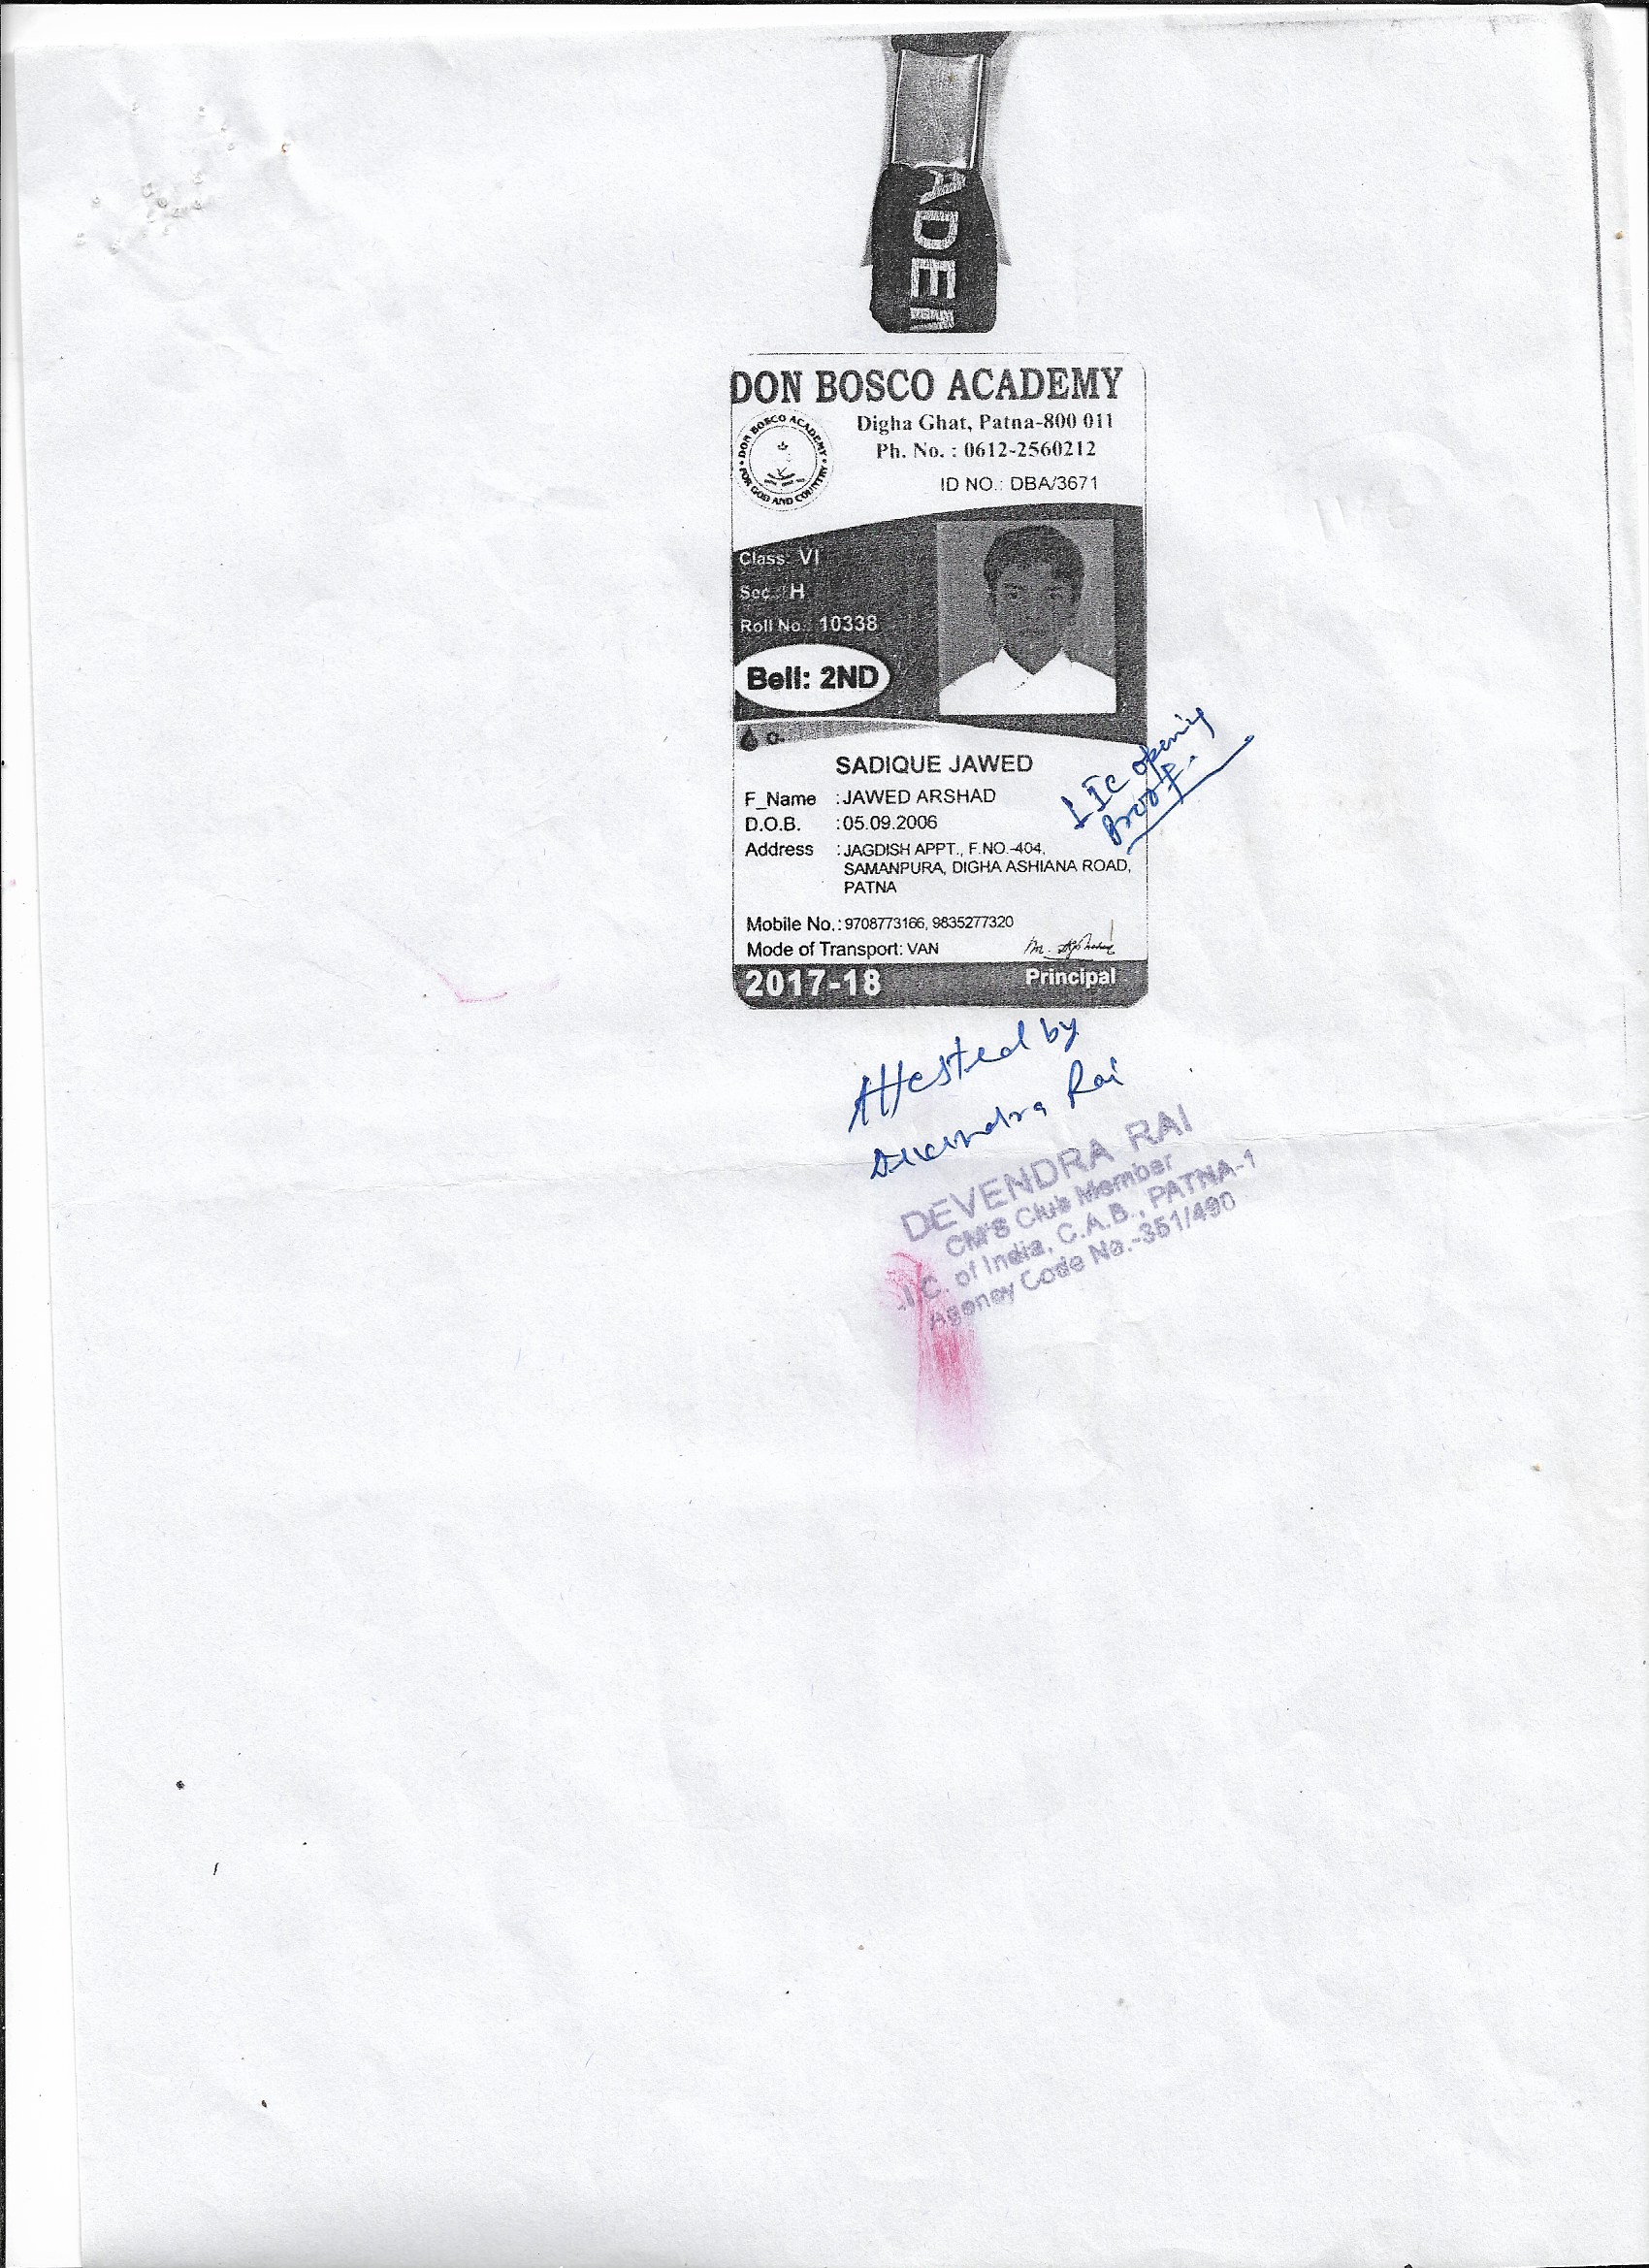 ADEM
DON BOSCO ACADEMY
Digha Ghat, Patna-800 011
Ph. No. : 0612-2560212
DON BOSCO ACADEMY
FOR GOD AND COUNTRY
ID NO.: DBA/3671
Class: VI
Sec.: H
Roll No.: 10338
Bell: 2ND
O-
SADIQUE JAWED
F_Name : JAWED ARSHAD
D.O.B. : 05.09.2006
Address : JAGDISH APPT., F.NO.-404,
SAMANPURA, DIGHA ASHIANA ROAD,
PATNA
Mobile No.: 9708773166, 9835277320
Mode of Transport: VAN
2017-18 Principal
LIC opening
Proof.
Attested by
Devendra Rai
DEVENDRA RAI
CM'S Club Member
.I.C. of India, C.A.B., PATNA-1
Agency Code No.-351/490